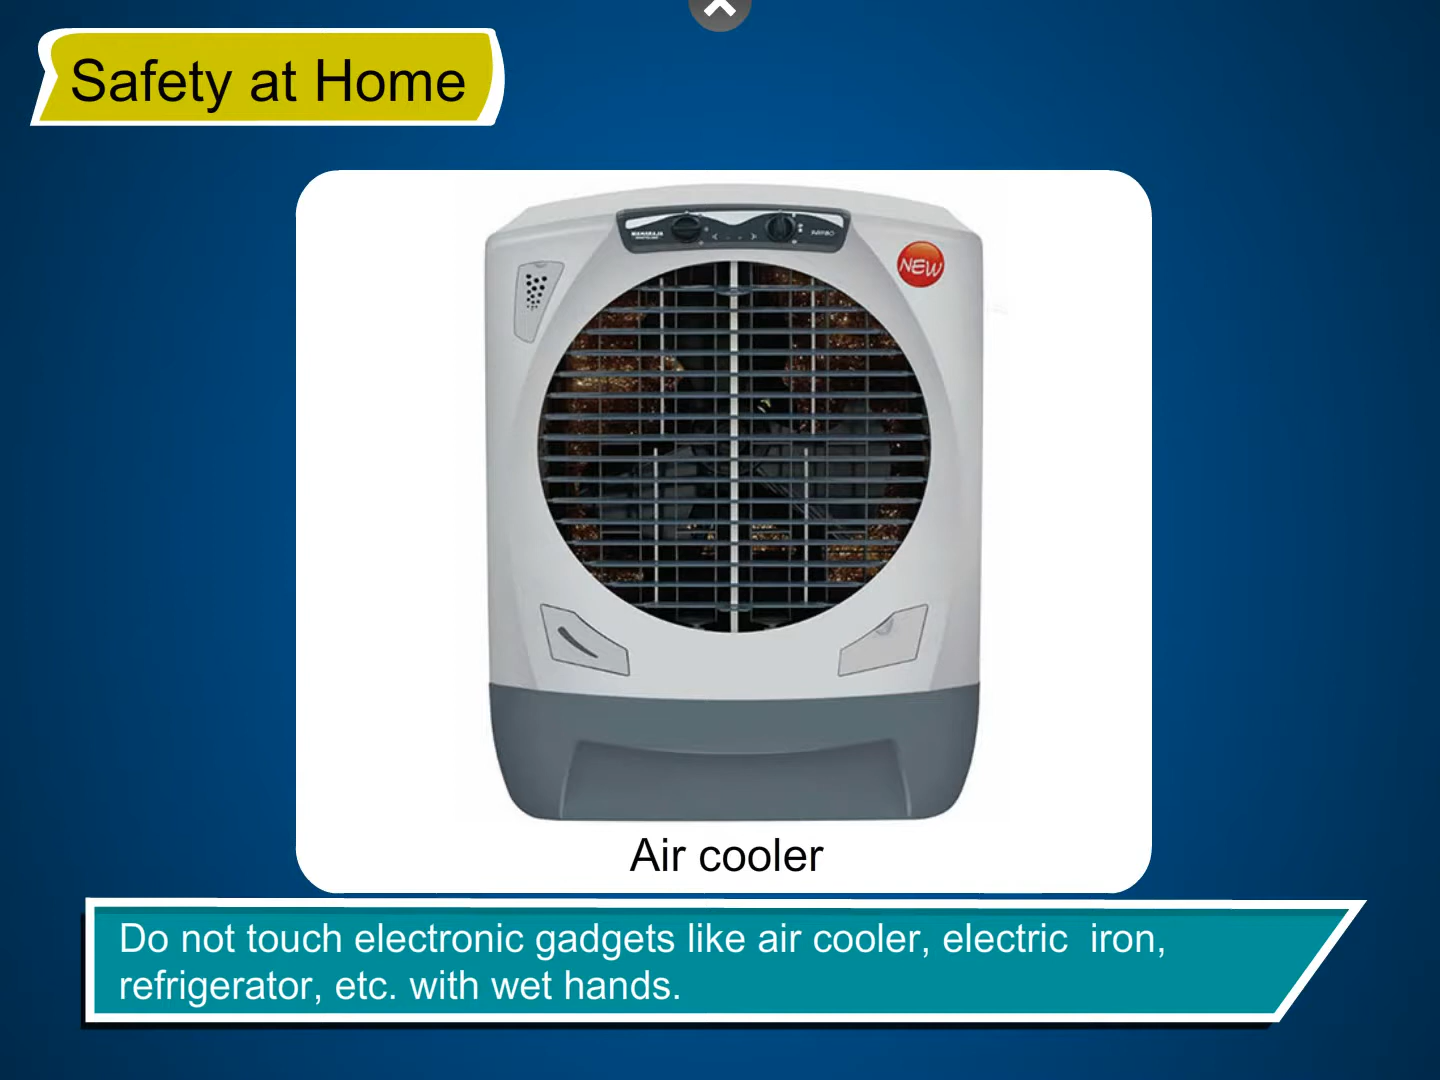 Safety at Home
NEW
Air cooler
Do not touch electronic gadgets like air cooler, electric  iron,
refrigerator, etc. with wet hands.